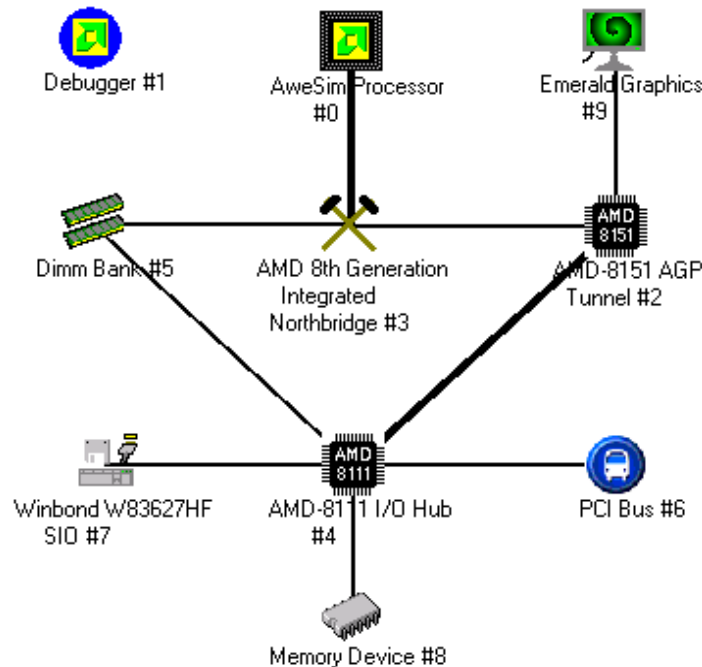 Debugger #1
AweSim Processor
#0
Emerald Graphics
#9
AMD
8151
Dimm Bank #5
AMD 8th Generation
Integrated
Northbridge #3
AMD-8151 AGP
Tunnel #2
AMD
8111
Winbond W83627HF
SIO #7
AMD-8111 I/O Hub
#4
PCI Bus #6
Memory Device #8